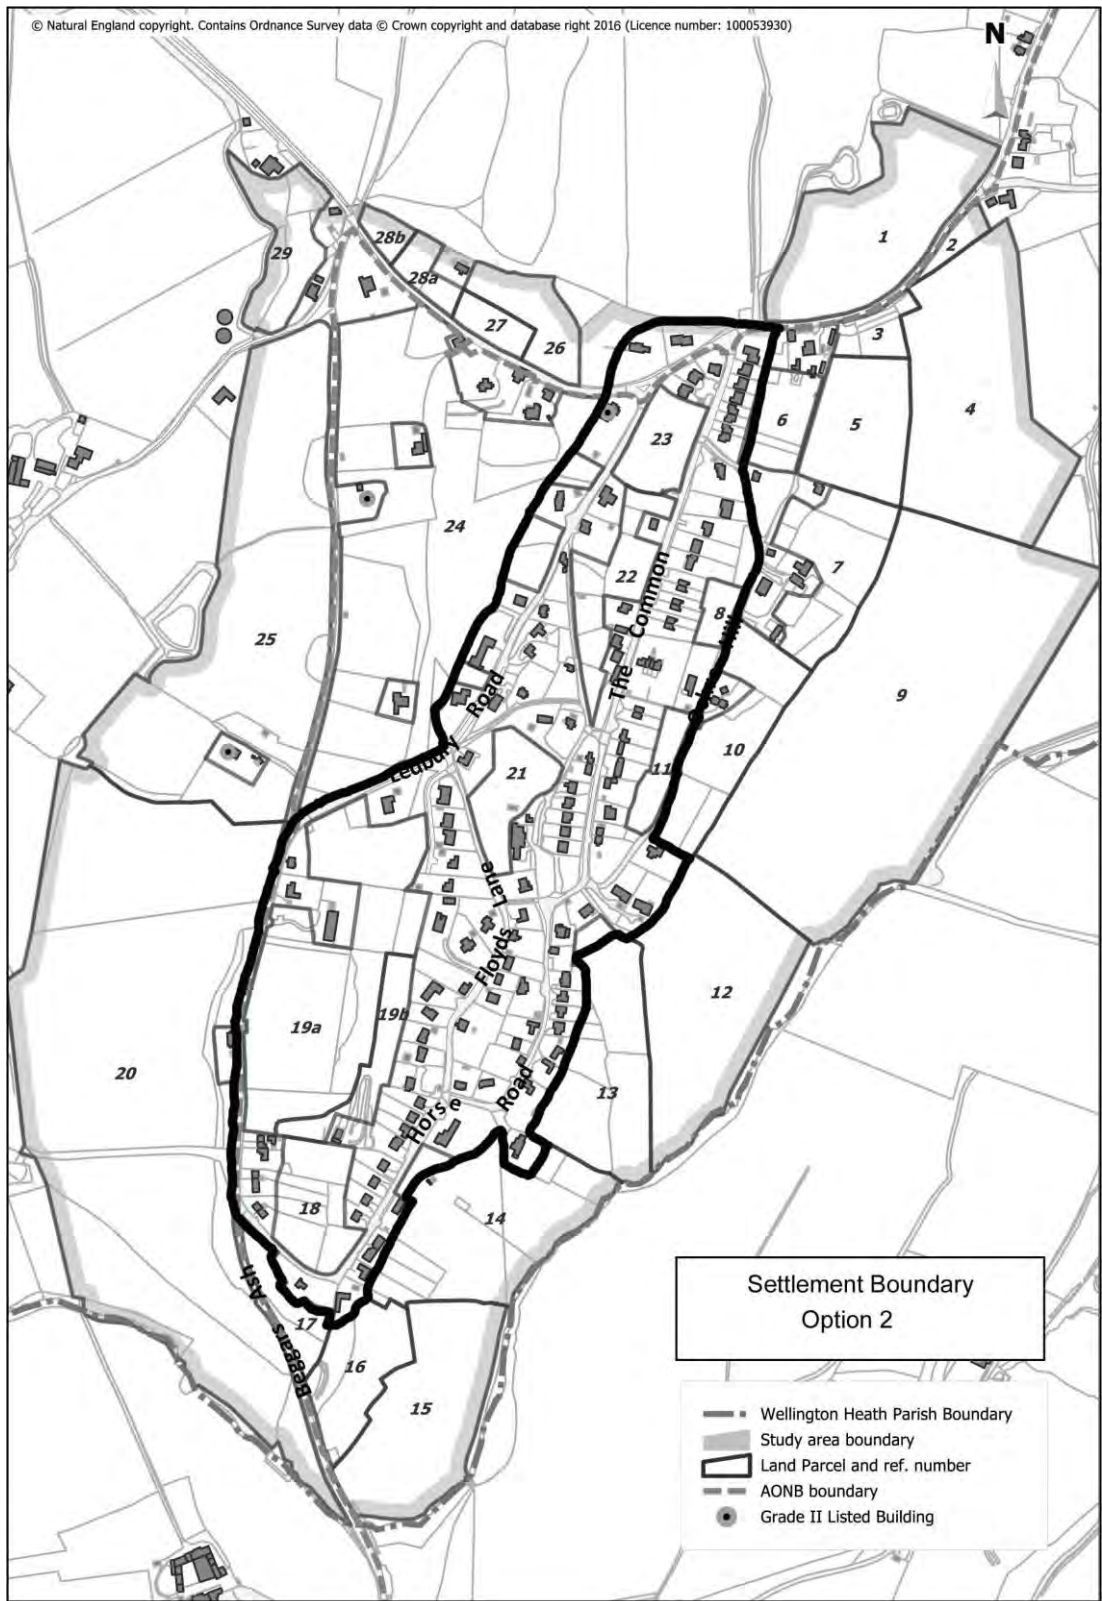 © Natural England copyright. Contains Ordnance Survey data © Crown copyright and database right 2016 (Licence number: 100053930)
N
1
2
28b
29
28a
3
27
26
4
23
6
5
24
22
7
The Common
8
Hill
25
Road
9
10
11
Ledbury
21
Floyds Lane
12
19a
19b
20
13
Horse
Road
18
14
Beggars Ash
17
16
15
Settlement Boundary
Option 2
Wellington Heath Parish Boundary
Study area boundary
Land Parcel and ref. number
AONB boundary
Grade II Listed Building